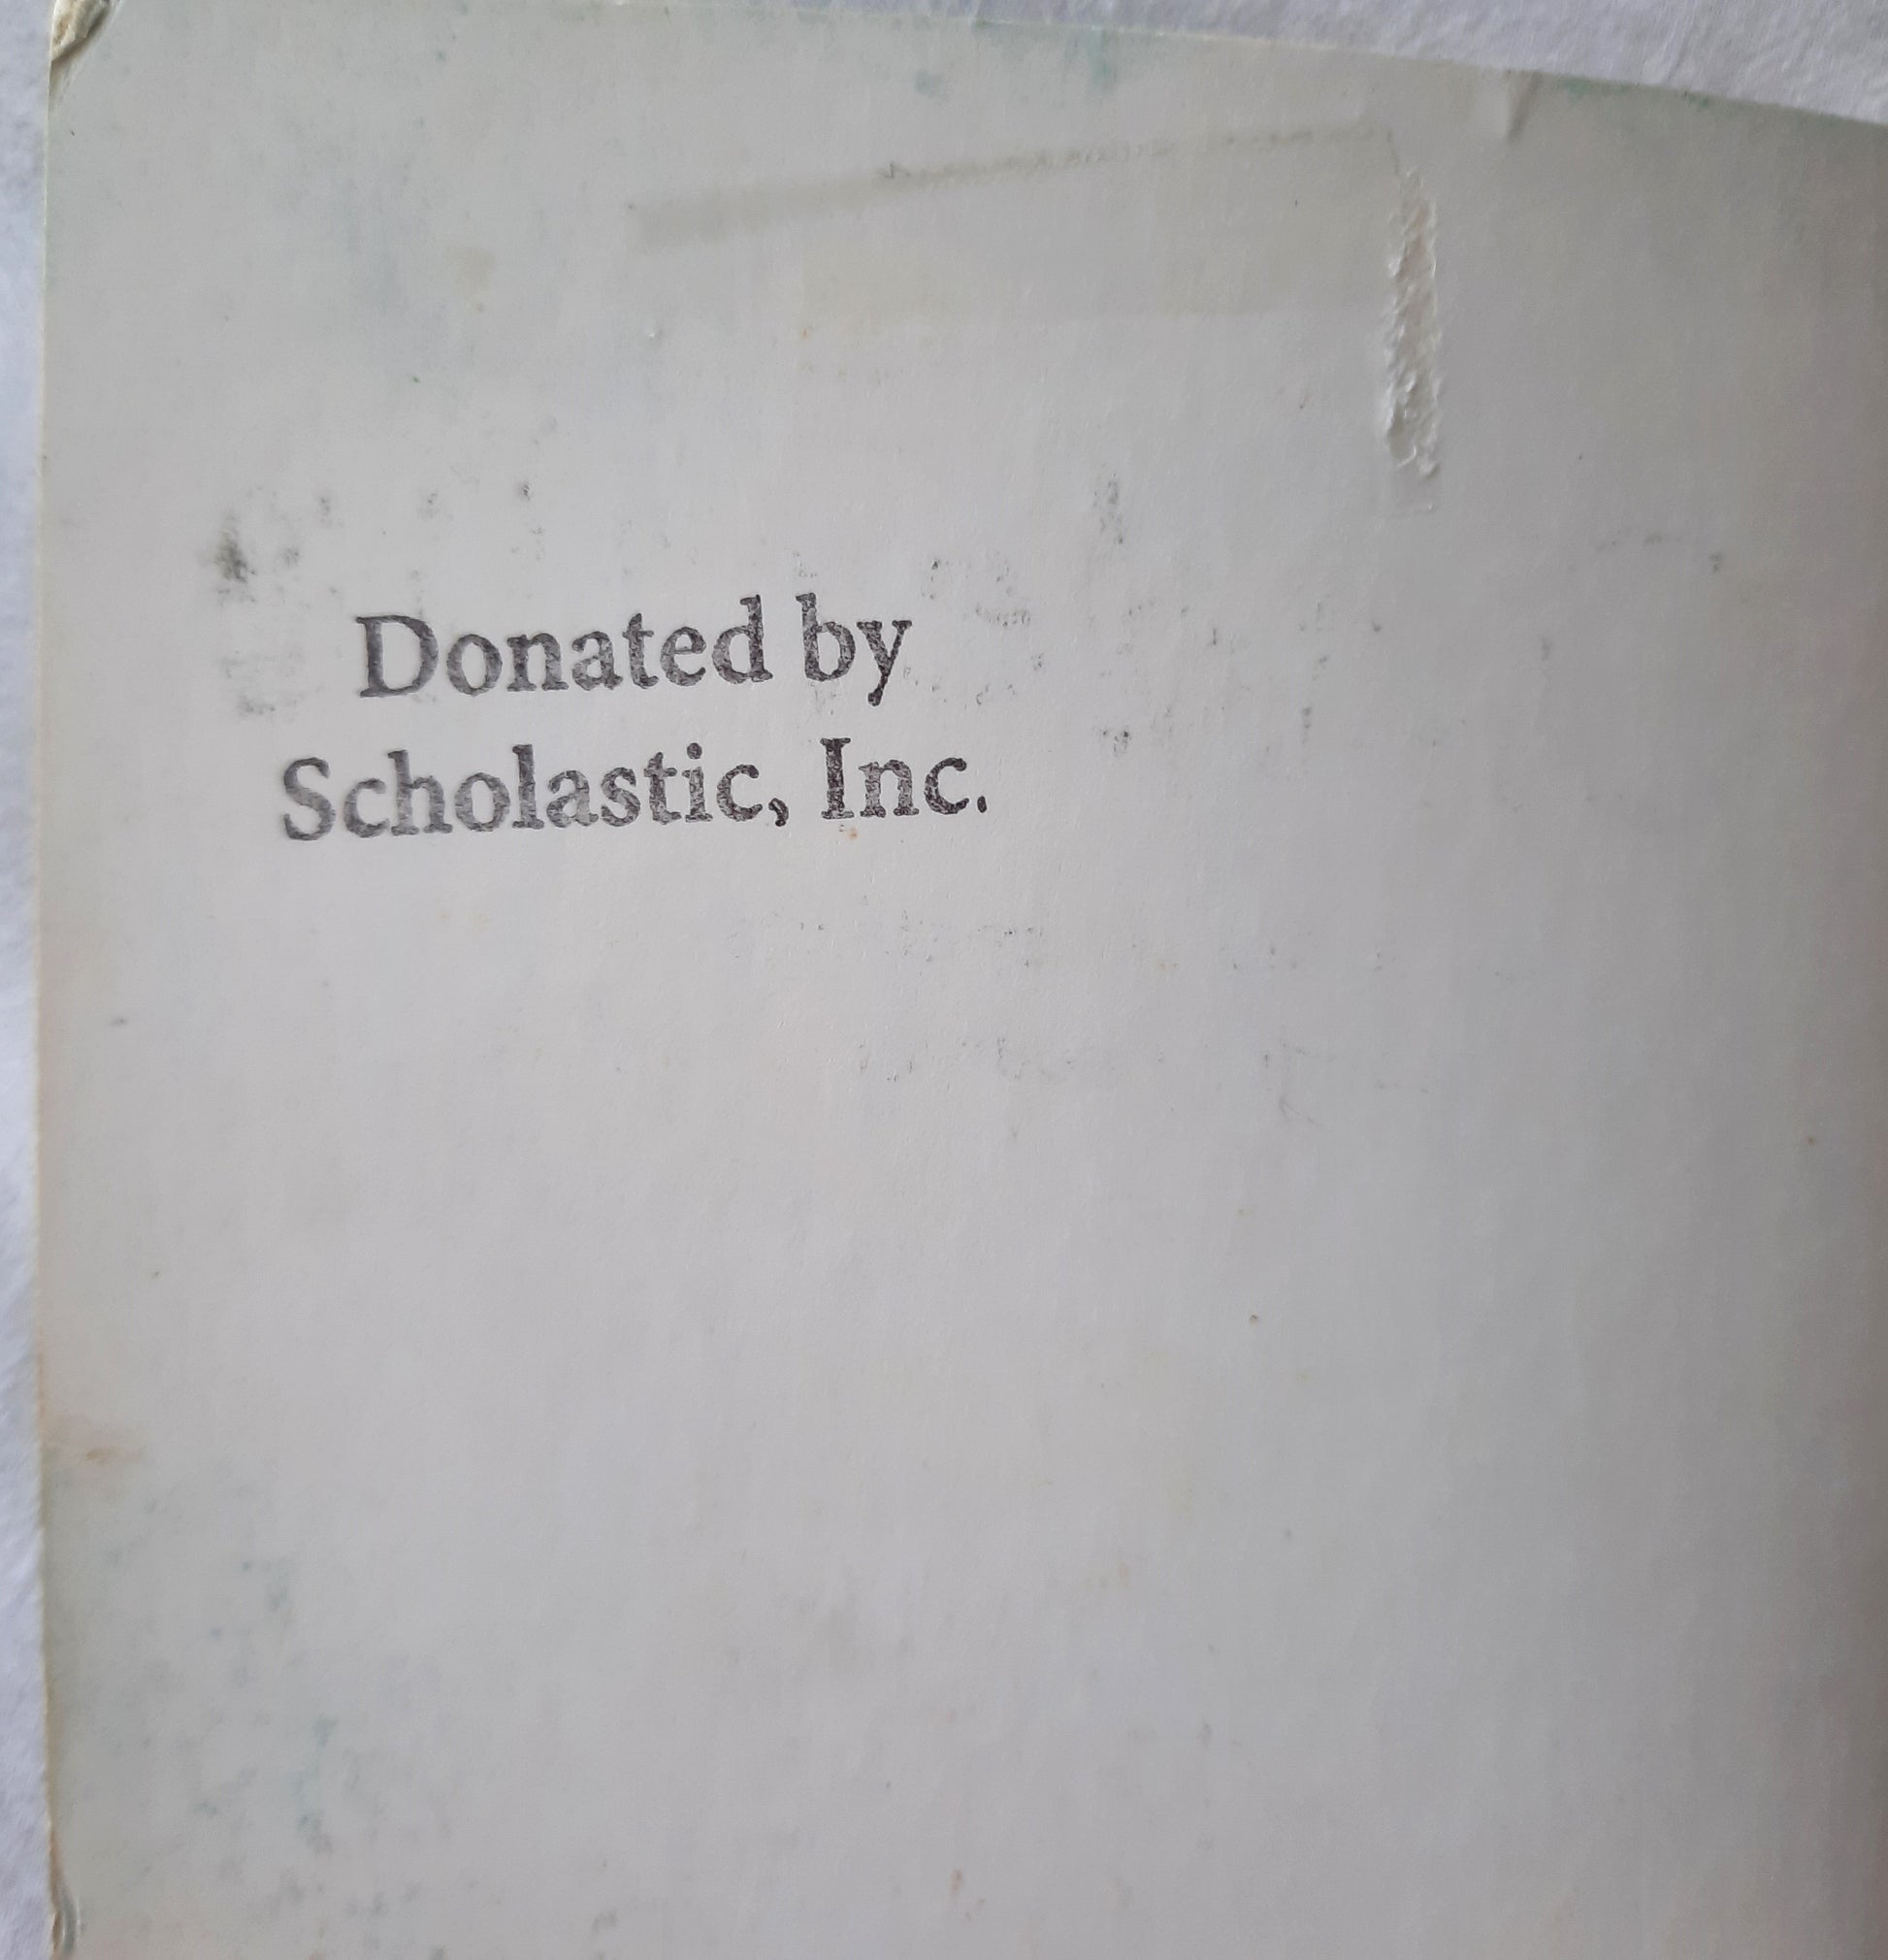 Donated by
Scholastic, Inc.